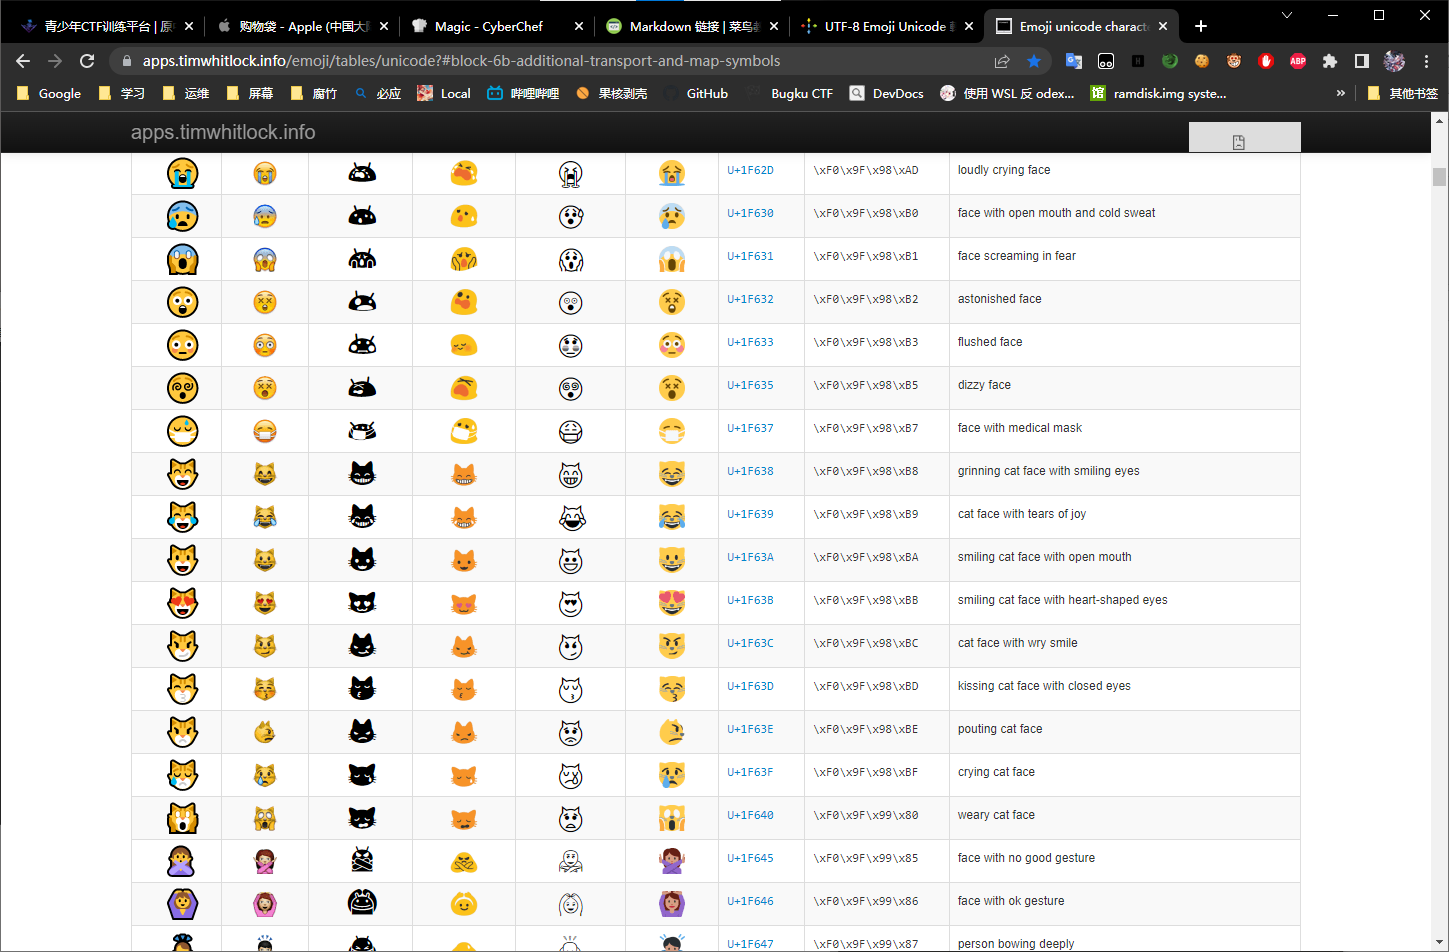 青少年CTF训练平台 | 原
购物袋 - Apple (中国大
Magic - CyberChef
Markdown 链接 | 菜鸟
UTF-8 Emoji Unicode
Emoji unicode charact
apps.timwhitlock.info/emoji/tables/unicode?#block-6b-additional-transport-and-map-symbols
Google 学习 运维 屏幕 腐竹 必应 Local 哔哩哔哩 果核剥壳 GitHub Bugku CTF DevDocs 使用 WSL 反 odex... ramdisk.img syste... » 其他书签
apps.timwhitlock.info
U+1F62D \xF0\x9F\x98\xAD loudly crying face
U+1F630 \xF0\x9F\x98\xB0 face with open mouth and cold sweat
U+1F631 \xF0\x9F\x98\xB1 face screaming in fear
U+1F632 \xF0\x9F\x98\xB2 astonished face
U+1F633 \xF0\x9F\x98\xB3 flushed face
U+1F635 \xF0\x9F\x98\xB5 dizzy face
U+1F637 \xF0\x9F\x98\xB7 face with medical mask
U+1F638 \xF0\x9F\x98\xB8 grinning cat face with smiling eyes
U+1F639 \xF0\x9F\x98\xB9 cat face with tears of joy
U+1F63A \xF0\x9F\x98\xBA smiling cat face with open mouth
U+1F63B \xF0\x9F\x98\xBB smiling cat face with heart-shaped eyes
U+1F63C \xF0\x9F\x98\xBC cat face with wry smile
U+1F63D \xF0\x9F\x98\xBD kissing cat face with closed eyes
U+1F63E \xF0\x9F\x98\xBE pouting cat face
U+1F63F \xF0\x9F\x98\xBF crying cat face
U+1F640 \xF0\x9F\x99\x80 weary cat face
U+1F645 \xF0\x9F\x99\x85 face with no good gesture
U+1F646 \xF0\x9F\x99\x86 face with ok gesture
U+1F647 \xF0\x9F\x99\x87 person bowing deeply